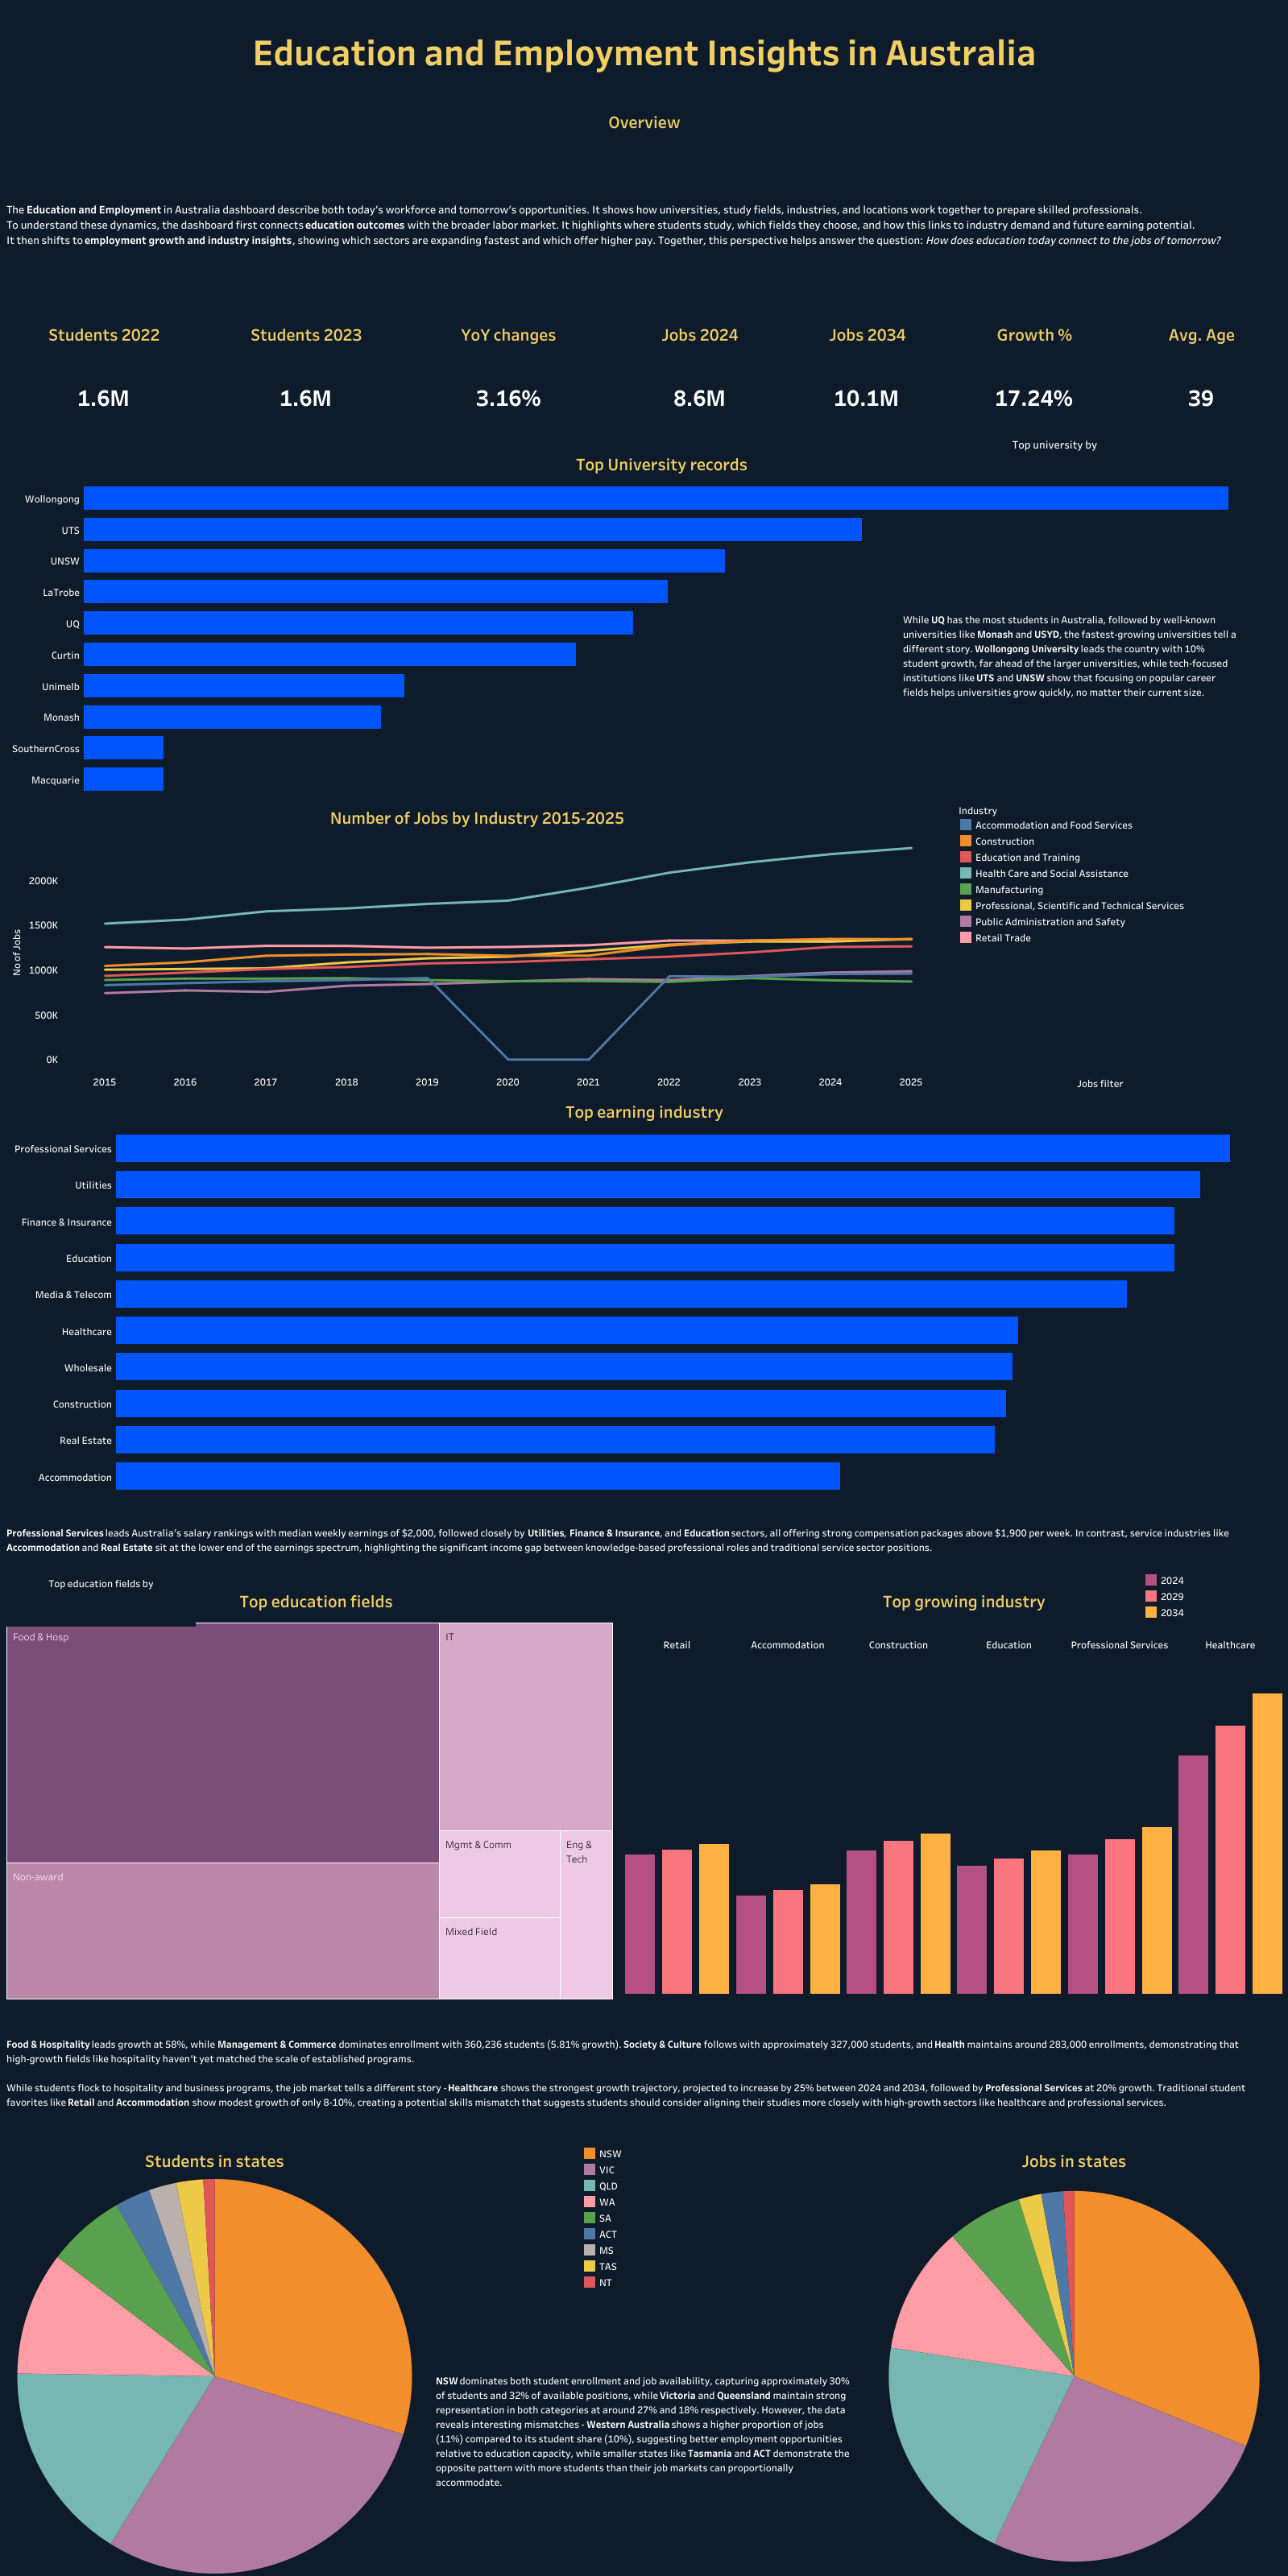 Education and Employment Insights in Australia
Overview
The Education and Employment in Australia dashboard describe both today's workforce and tomorrow's opportunities. It shows how universities, study fields, industries, and locations work together to prepare skilled professionals.
To understand these dynamics, the dashboard first connects education outcomes with the broader labor market. It highlights where students study, which fields they choose, and how this links to industry demand and future earning potential.
It then shifts to employment growth and industry insights, showing which sectors are expanding fastest and which offer higher pay. Together, this perspective helps answer the question: How does education today connect to the jobs of tomorrow?
Students 2022
Students 2023
YoY changes
Jobs 2024
Jobs 2034
Growth %
Avg. Age
1.6M
1.6M
3.16%
8.6M
10.1M
17.24%
39
Top university by
Top University records
Wollongong
UTS
UNSW
LaTrobe
UQ
Curtin
Unimelb
Monash
SouthernCross
Macquarie
While UQ has the most students in Australia, followed by well-known
universities like Monash and USYD, the fastest-growing universities tell a
different story. Wollongong University leads the country with 10%
student growth, far ahead of the larger universities, while tech-focused
institutions like UTS and UNSW show that focusing on popular career
fields helps universities grow quickly, no matter their current size.
Number of Jobs by Industry 2015-2025
No of Jobs
2000K
1500K
1000K
500K
0K
2015
2016
2017
2018
2019
2020
2021
2022
2023
2024
2025
Industry
Accommodation and Food Services
Construction
Education and Training
Health Care and Social Assistance
Manufacturing
Professional, Scientific and Technical Services
Public Administration and Safety
Retail Trade
Jobs filter
Top earning industry
Professional Services
Utilities
Finance & Insurance
Education
Media & Telecom
Healthcare
Wholesale
Construction
Real Estate
Accommodation
Professional Services leads Australia's salary rankings with median weekly earnings of $2,000, followed closely by Utilities, Finance & Insurance, and Education sectors, all offering strong compensation packages above $1,900 per week. In contrast, service industries like
Accommodation and Real Estate sit at the lower end of the earnings spectrum, highlighting the significant income gap between knowledge-based professional roles and traditional service sector positions.
Top education fields by
Top education fields
Food & Hosp
Non-award
IT
Mgmt & Comm
Eng &
Tech
Mixed Field
Top growing industry
2024
2029
2034
Retail
Accommodation
Construction
Education
Professional Services
Healthcare
Food & Hospitality leads growth at 58%, while Management & Commerce dominates enrollment with 360,236 students (5.81% growth). Society & Culture follows with approximately 327,000 students, and Health maintains around 283,000 enrollments, demonstrating that
high-growth fields like hospitality haven't yet matched the scale of established programs.
While students flock to hospitality and business programs, the job market tells a different story - Healthcare shows the strongest growth trajectory, projected to increase by 25% between 2024 and 2034, followed by Professional Services at 20% growth. Traditional student
favorites like Retail and Accommodation show modest growth of only 8-10%, creating a potential skills mismatch that suggests students should consider aligning their studies more closely with high-growth sectors like healthcare and professional services.
Students in states
NSW
VIC
QLD
WA
SA
ACT
MS
TAS
NT
Jobs in states
NSW dominates both student enrollment and job availability, capturing approximately 30%
of students and 32% of available positions, while Victoria and Queensland maintain strong
representation in both categories at around 27% and 18% respectively. However, the data
reveals interesting mismatches - Western Australia shows a higher proportion of jobs
(11%) compared to its student share (10%), suggesting better employment opportunities
relative to education capacity, while smaller states like Tasmania and ACT demonstrate the
opposite pattern with more students than their job markets can proportionally
accommodate.